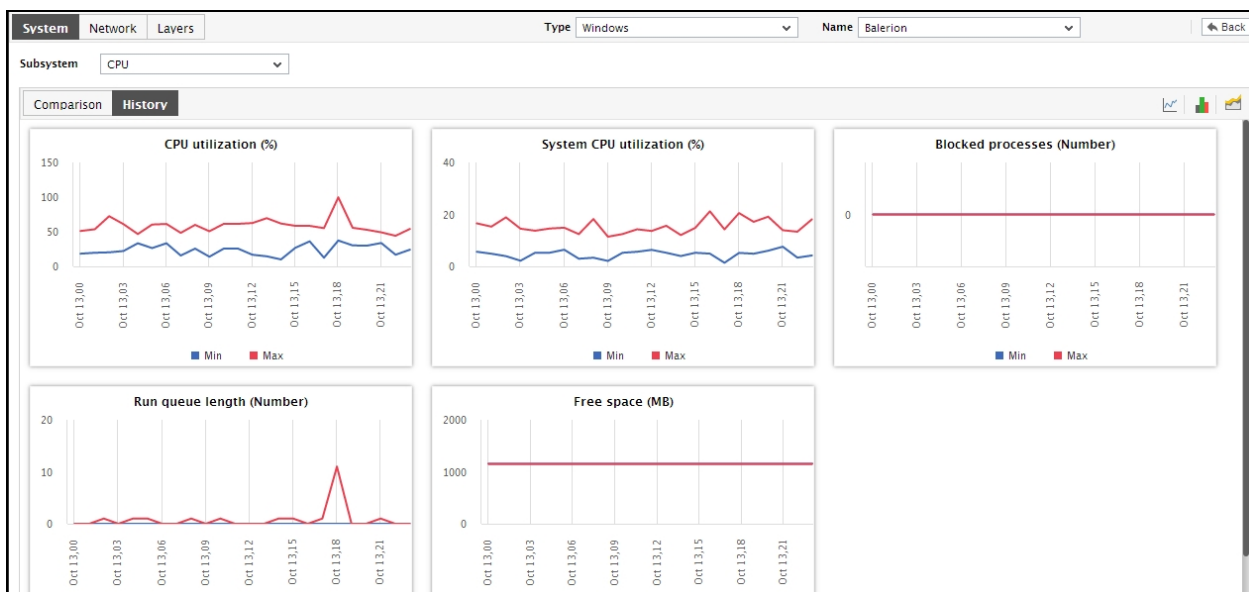 System Network Layers Type Windows Name Balerion Back
Subsystem CPU
Comparison History
CPU utilization (%)
150
100
50
0
Oct 13,00 Oct 13,03 Oct 13,06 Oct 13,09 Oct 13,12 Oct 13,15 Oct 13,18 Oct 13,21
Min Max
System CPU utilization (%)
40
20
0
Oct 13,00 Oct 13,03 Oct 13,06 Oct 13,09 Oct 13,12 Oct 13,15 Oct 13,18 Oct 13,21
Min Max
Blocked processes (Number)
0
Oct 13,00 Oct 13,03 Oct 13,06 Oct 13,09 Oct 13,12 Oct 13,15 Oct 13,18 Oct 13,21
Min Max
Run queue length (Number)
20
10
0
Oct 13,00 Oct 13,03 Oct 13,06 Oct 13,09 Oct 13,12 Oct 13,15 Oct 13,18 Oct 13,21
Free space (MB)
2000
1000
0
Oct 13,00 Oct 13,03 Oct 13,06 Oct 13,09 Oct 13,12 Oct 13,15 Oct 13,18 Oct 13,21